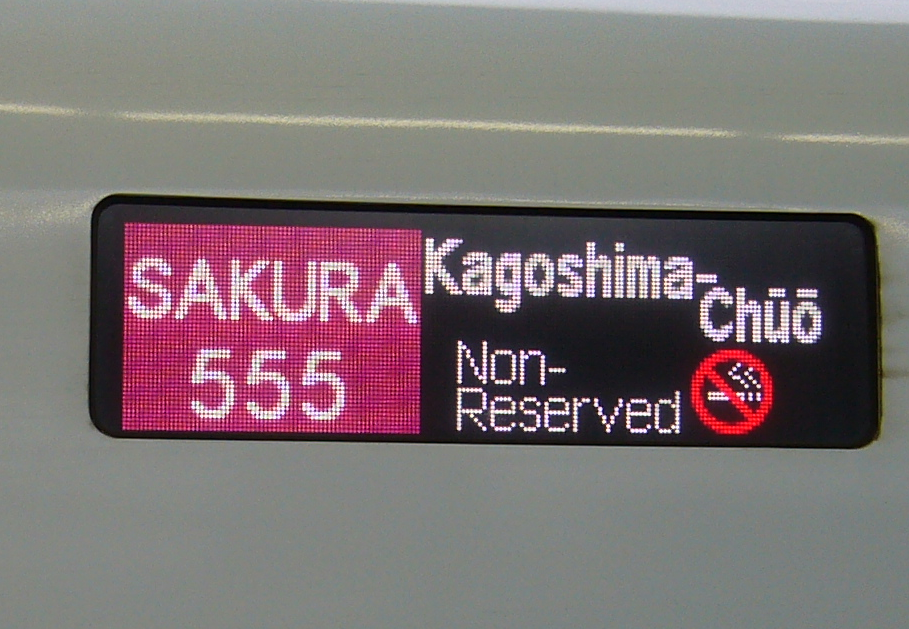 SAKURA
555
Kagoshima-
Chūō
Non-
Reserved